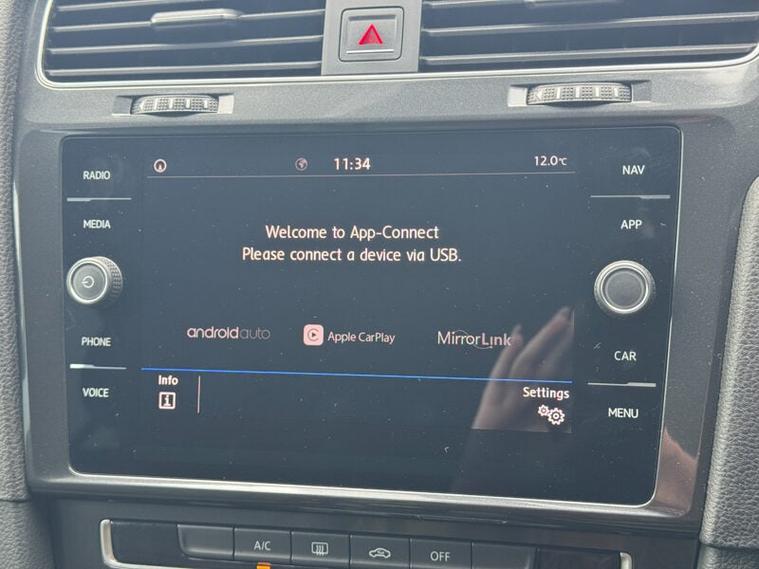 RADIO
MEDIA
PHONE
VOICE
11:34
12.0°C
Welcome to App-Connect
Please connect a device via USB.
androidauto
Apple CarPlay
MirrorLink
Info
i
Settings
NAV
APP
CAR
MENU
A/C
OFF